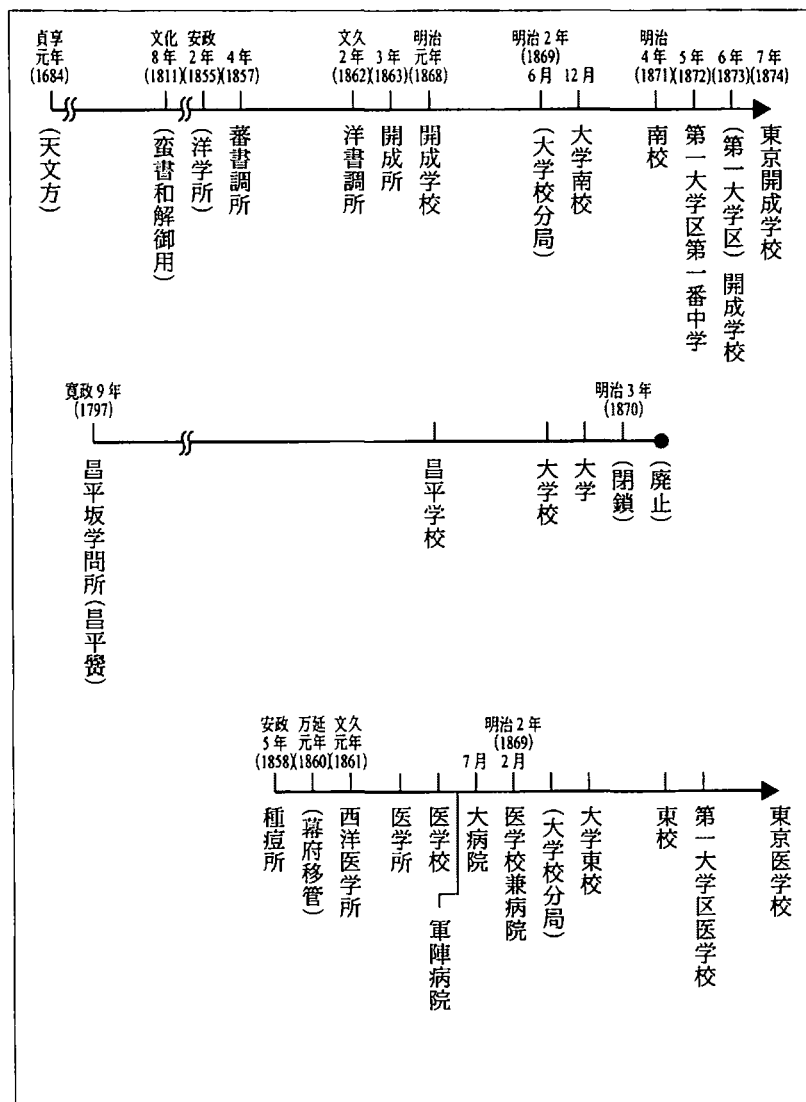 貞享
元年
(1684)
文化
8年
(1811)
安政
2年
(1855)
4年
(1857)
文久
2年
(1862)
3年
(1863)
明治
元年
(1868)
明治2年
(1869)
6月
12月
明治
4年
(1871)
5年
(1872)
6年
(1873)
7年
(1874)
(天文方)
(蛮書和解御用)
(洋学所)
蕃書調所
洋書調所
開成所
開成学校
(大学校分局)
大学南校
南校
第一大学区第一番中学
(第一大学区)開成学校
東京開成学校
寛政9年
(1797)
明治3年
(1870)
昌平坂学問所(昌平黌)
昌平学校
大学校
大学
(閉鎖)
(廃止)
安政
5年
(1858)
万延
元年
(1860)
文久
元年
(1861)
7月
明治2年
(1869)
2月
種痘所
(幕府移管)
西洋医学所
医学所
医学校
軍陣病院
大病院
医学校兼病院
(大学校分局)
大学東校
東校
第一大学区医学校
東京医学校